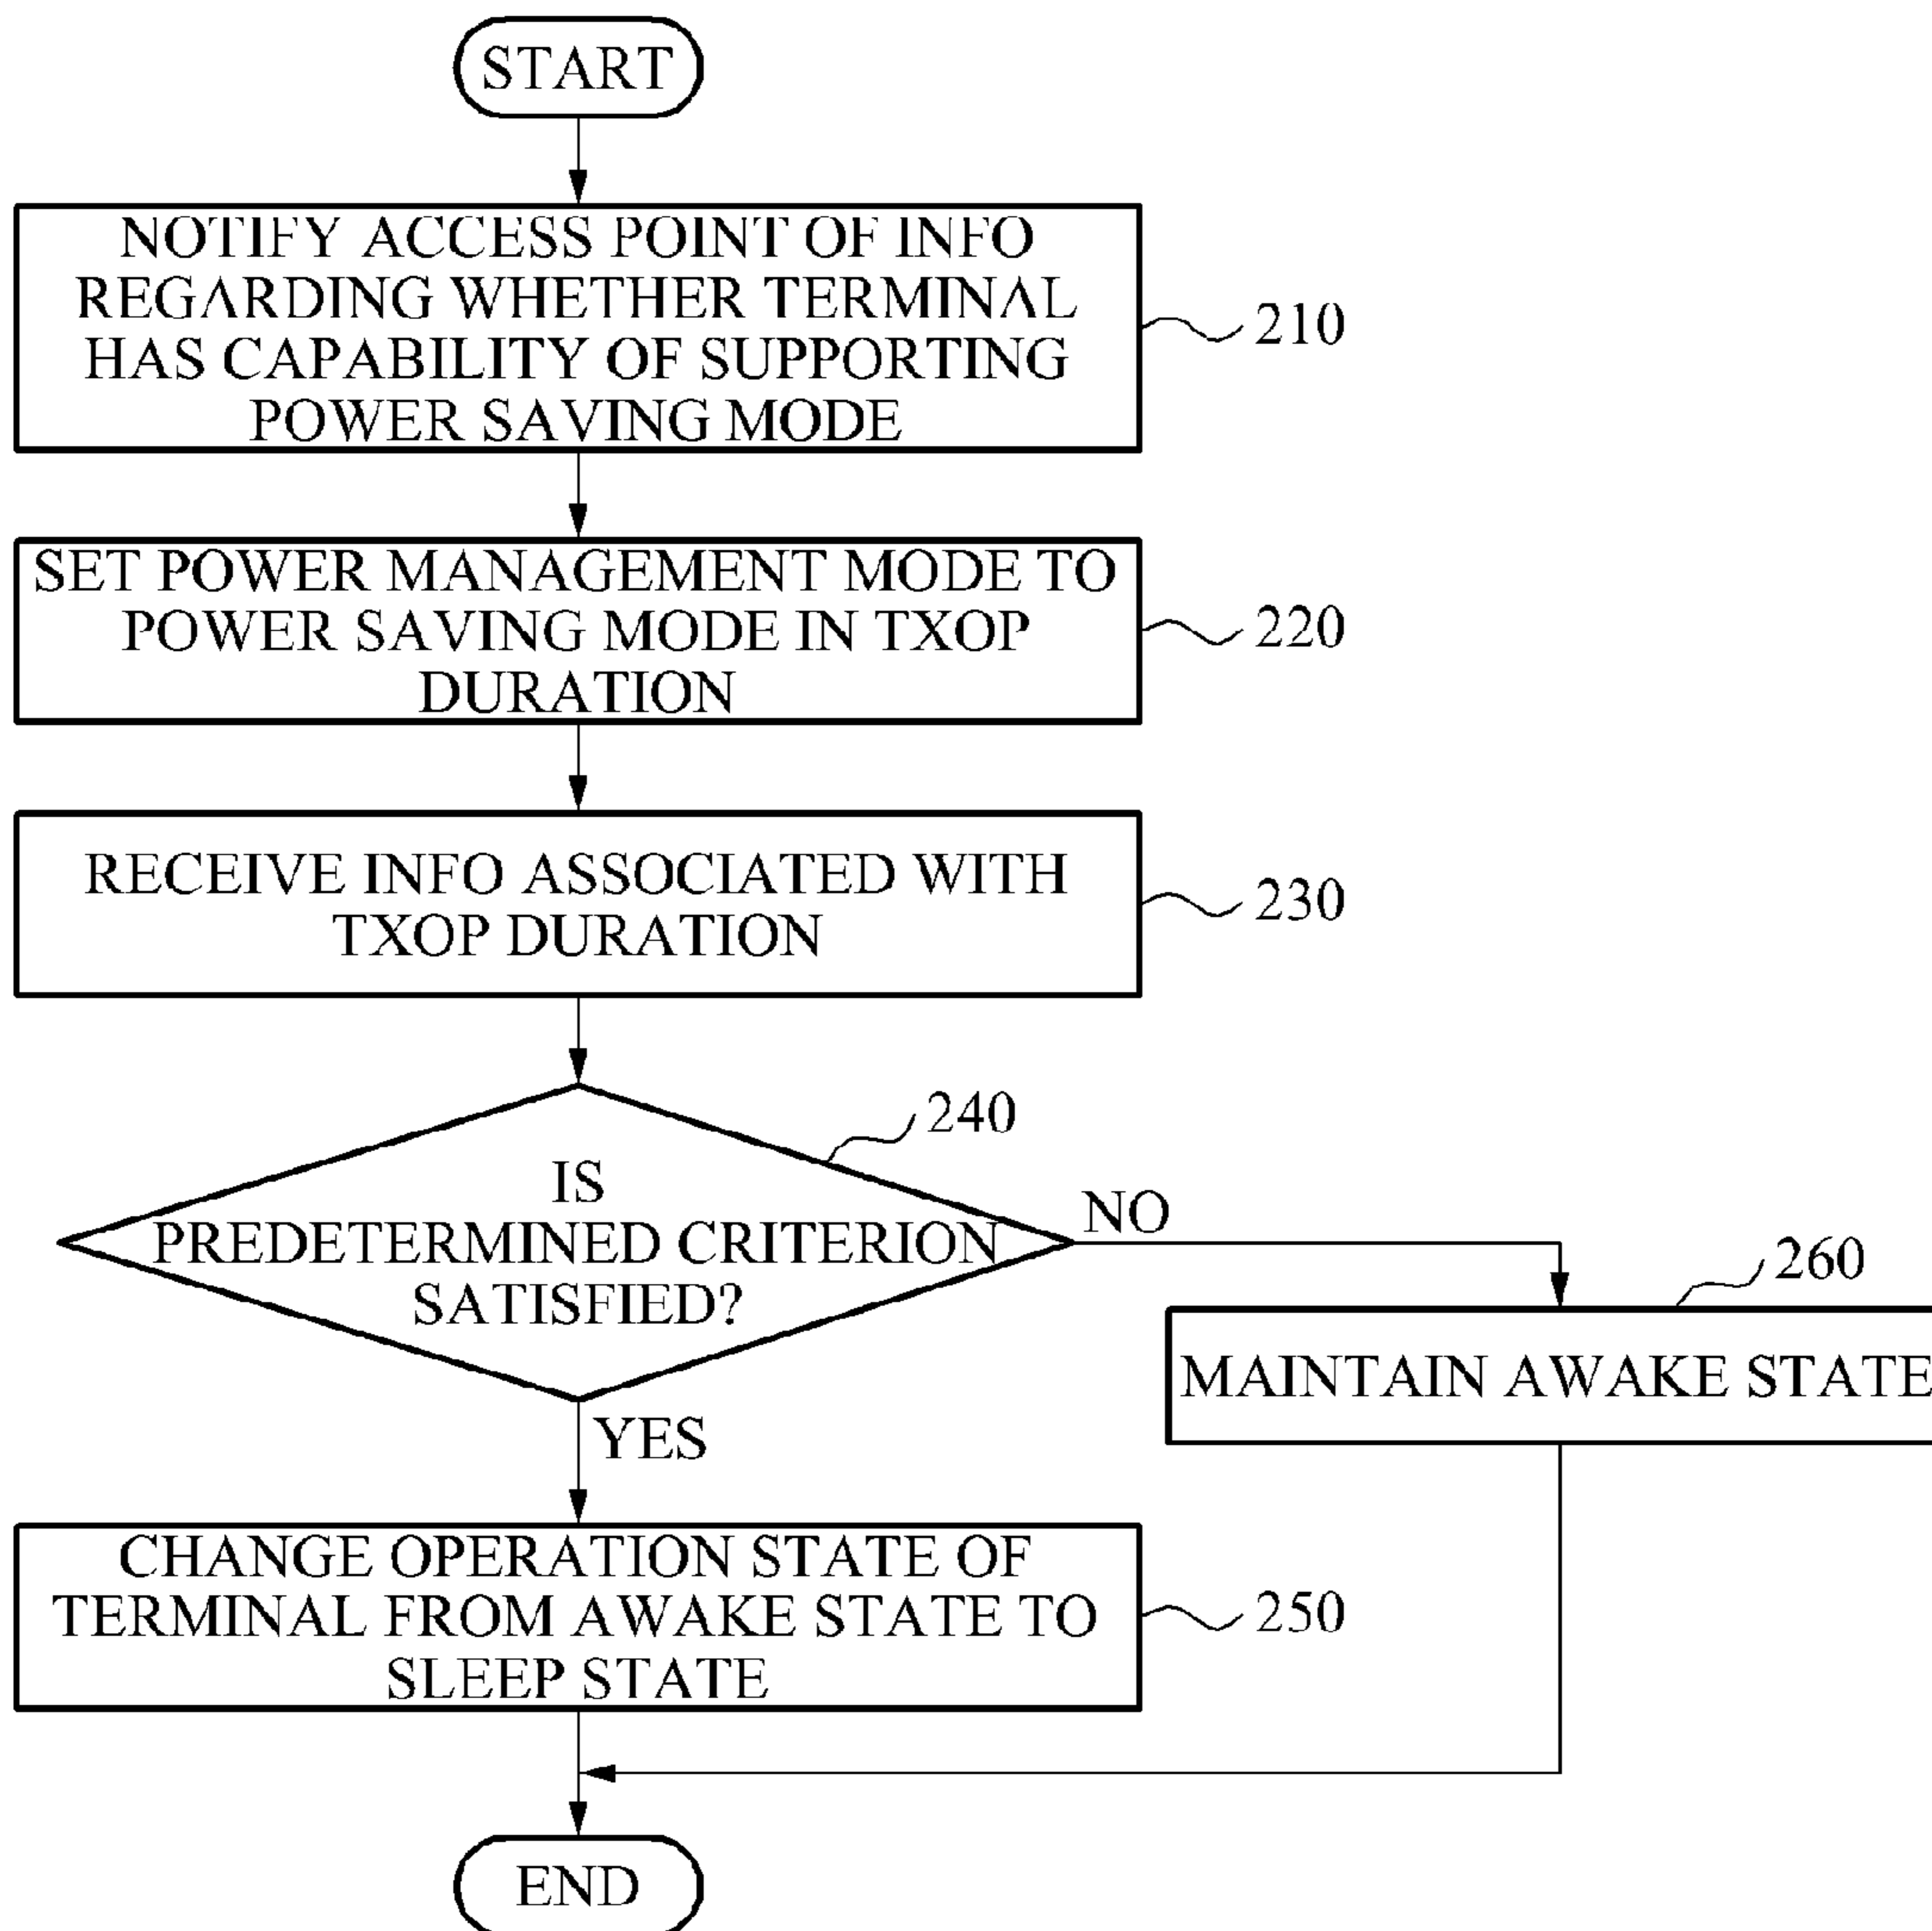 START
NOTIFY ACCESS POINT OF INFO
REGARDING WHETHER TERMINAL
HAS CAPABILITY OF SUPPORTING
POWER SAVING MODE
210
SET POWER MANAGEMENT MODE TO
POWER SAVING MODE IN TXOP
DURATION
220
RECEIVE INFO ASSOCIATED WITH
TXOP DURATION
230
240
IS
PREDETERMINED CRITERION
SATISFIED?
NO
260
MAINTAIN AWAKE STATE
YES
CHANGE OPERATION STATE OF
TERMINAL FROM AWAKE STATE TO
SLEEP STATE
250
END